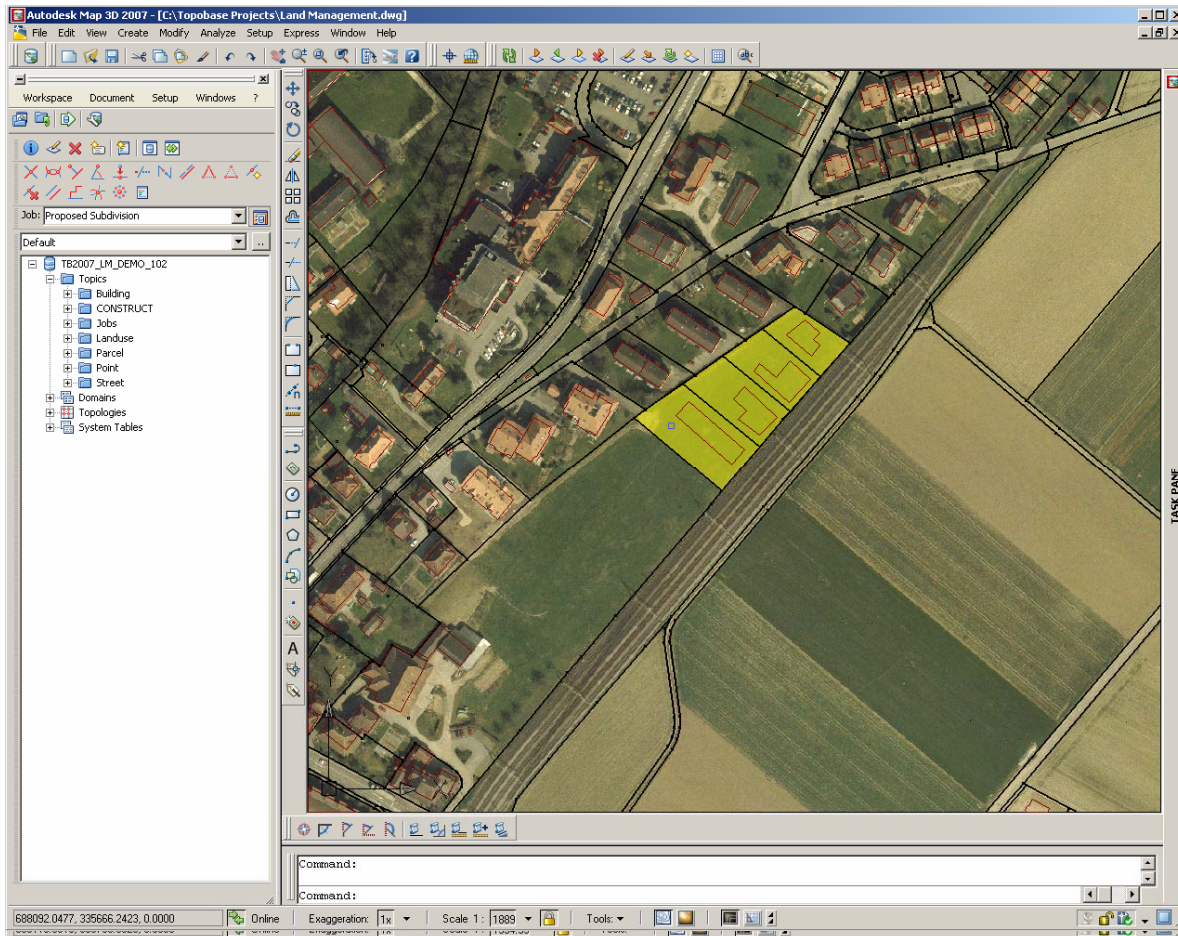 Autodesk Map 3D 2007 - [C:\Topobase Projects\Land Management.dwg]
File Edit View Create Modify Analyze Setup Express Window Help
Workspace Document Setup Windows ?
Job: Proposed Subdivision
Default
..
TB2007_LM_DEMO_102
Topics
Building
CONSTRUCT
Jobs
Landuse
Parcel
Point
Street
Domains
Topologies
System Tables
TASK PANE
Command:
Command:
688092.0477, 335666.2423, 0.0000 Online Exaggeration: 1x Scale 1 : 1889 Tools: